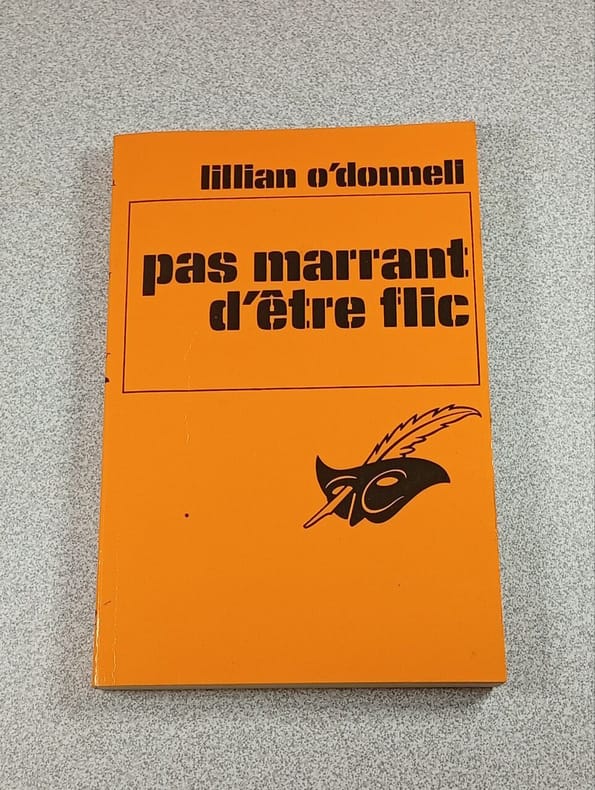 lillian o'donnell
pas marrant
d'être flic